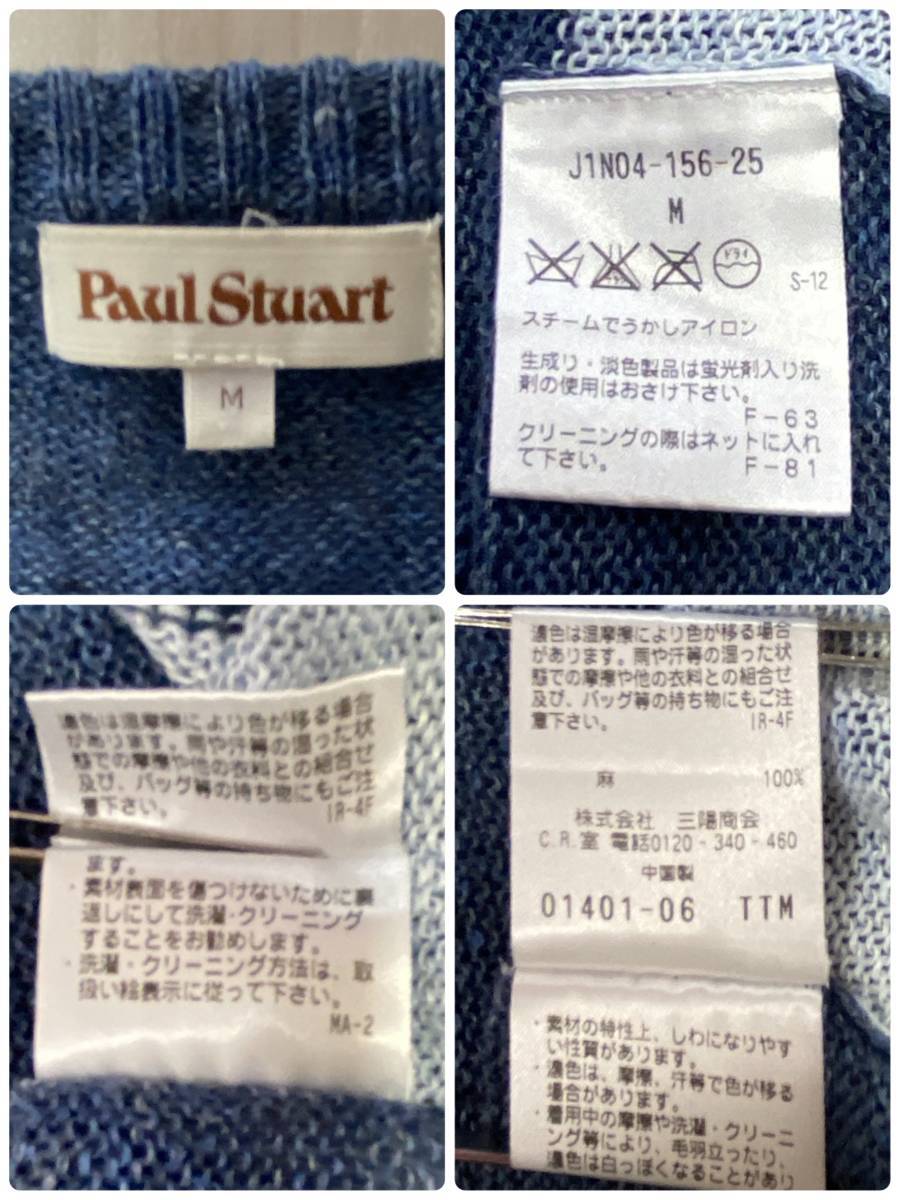 Paul Stuart
M
J1N04-156-25
M
ドライ
S-12
スチームでうかしアイロン
生成り・淡色製品は蛍光剤入り洗
剤の使用はおさけ下さい。
F-63
クリーニングの際はネットに入れ
て下さい。 F-81
濃色は湿摩擦により色が移る場合
があります。雨や汗等の湿った状
態での摩擦や他の衣料との組合せ
及び、バッグ等の持ち物にもご注
意下さい。 IR-4F
ます。
・素材表面を傷つけないために裏
返しにして洗濯・クリーニング
することをお勧めします。
・洗濯・クリーニング方法は、取
扱い絵表示に従って下さい。
MA-2
濃色は湿摩擦により色が移る場合
があります。雨や汗等の湿った状
態での摩擦や他の衣料との組合せ
及び、バッグ等の持ち物にもご注
意下さい。 IR-4F
麻 100%
株式会社 三陽商会
C.R.室 電話0120-340-460
中国製
01401-06 TTM
・素材の特性上、しわになりやす
い性質があります。
・濃色は、摩擦、汗等で色が移る
場合があります。
・着用中の摩擦や洗濯・クリーニ
ング等により、毛羽立ったり、
濃色は白っぽくなることがあり